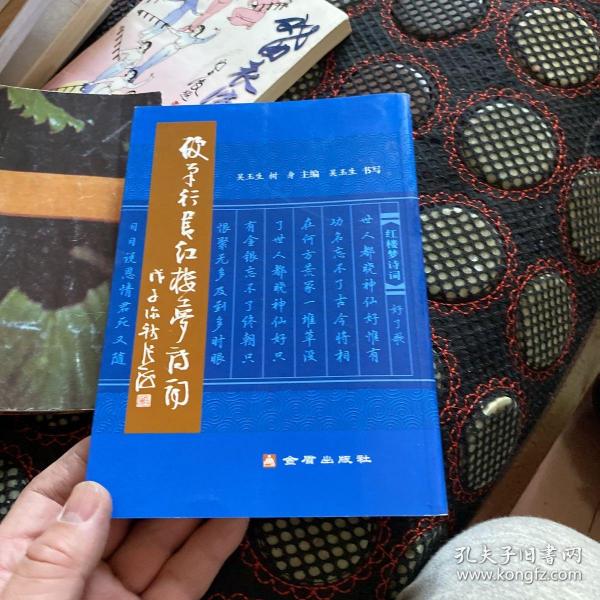 硬笔行书红楼梦诗词
吴玉生 树 身 主编 吴玉生 书写
【红楼梦诗词】
好了歌
世人都晓神仙好惟有
功名忘不了古今将相
在何方荒冢一堆草没
了世人都晓神仙好只
有金银忘不了终朝只
恨聚无多及到多时眼
日日说恩情君死又随
金盾出版社
孔夫子旧书网
www.kongfz.com